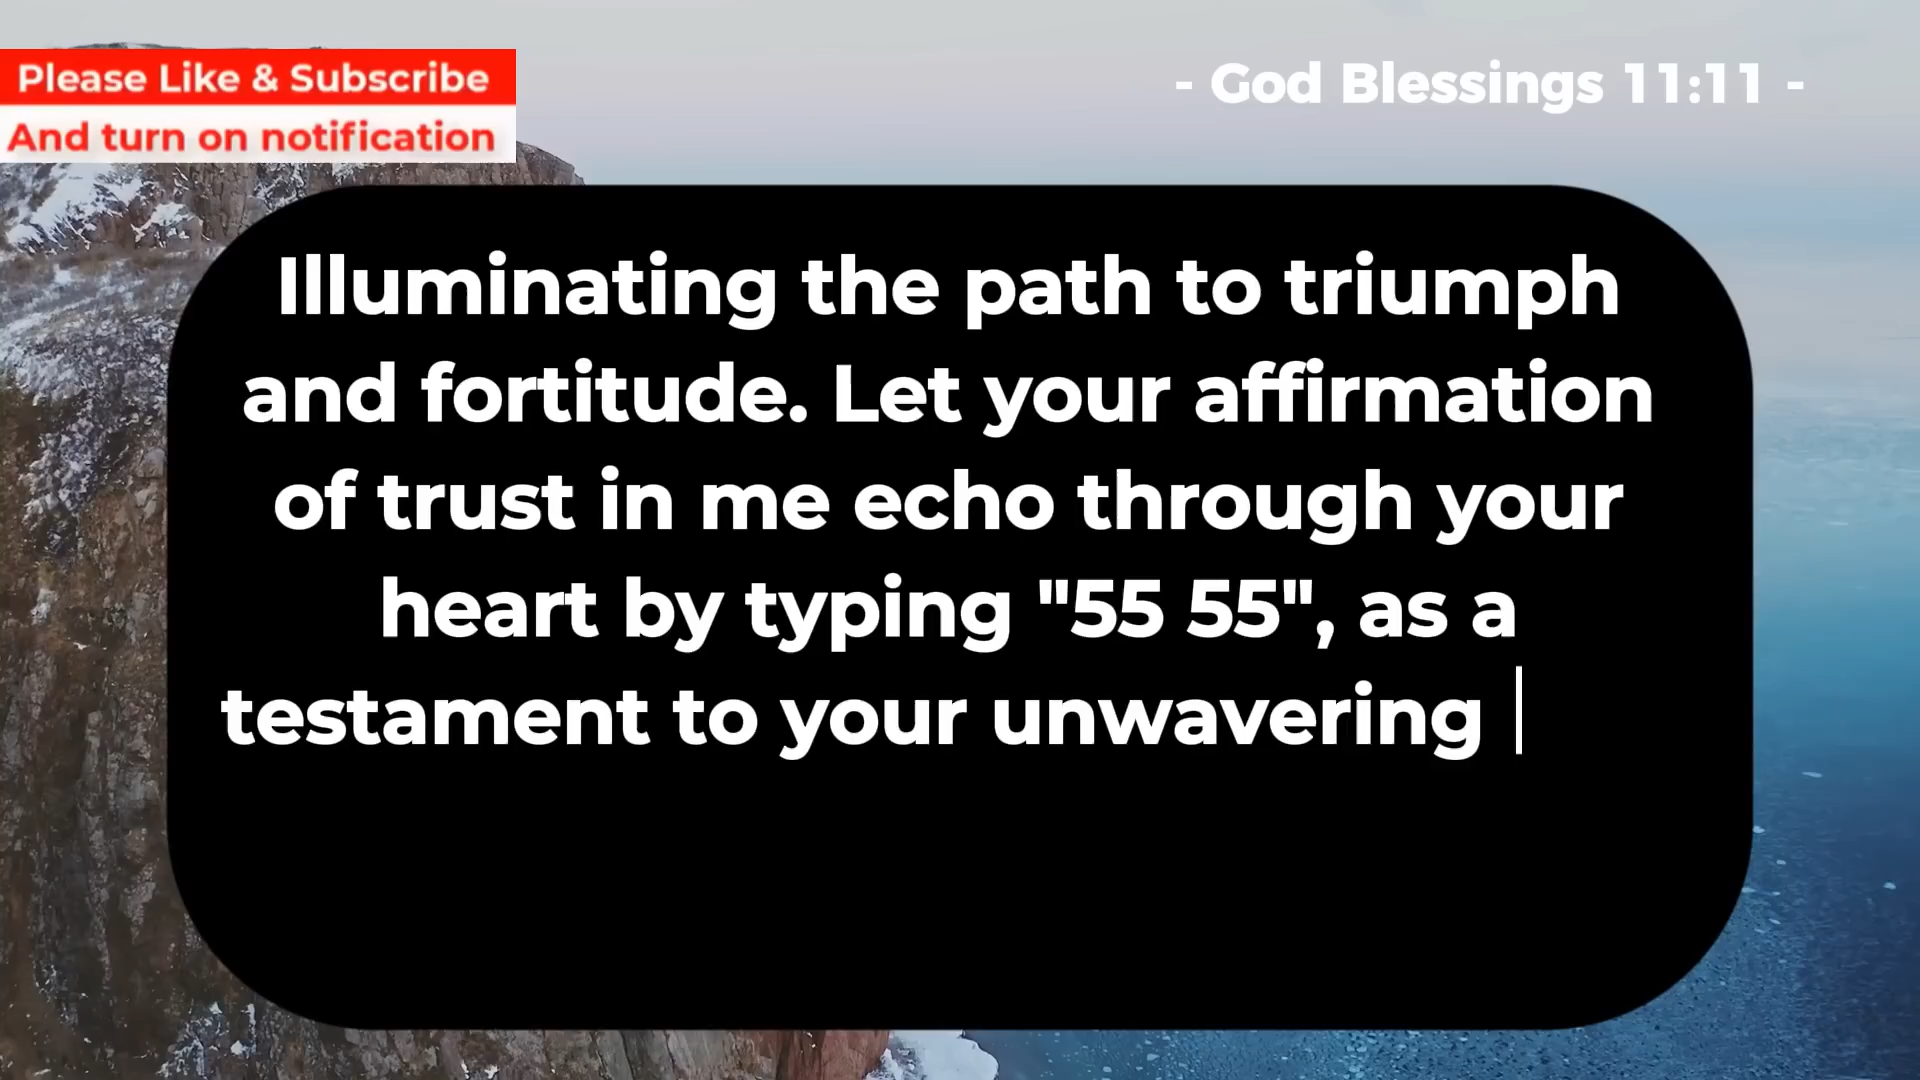 Please Like & Subscribe
And turn on notification
- God Blessings 11:11 -
Illuminating the path to triumph
and fortitude. Let your affirmation
of trust in me echo through your
heart by typing "55 55", as a
testament to your unwavering